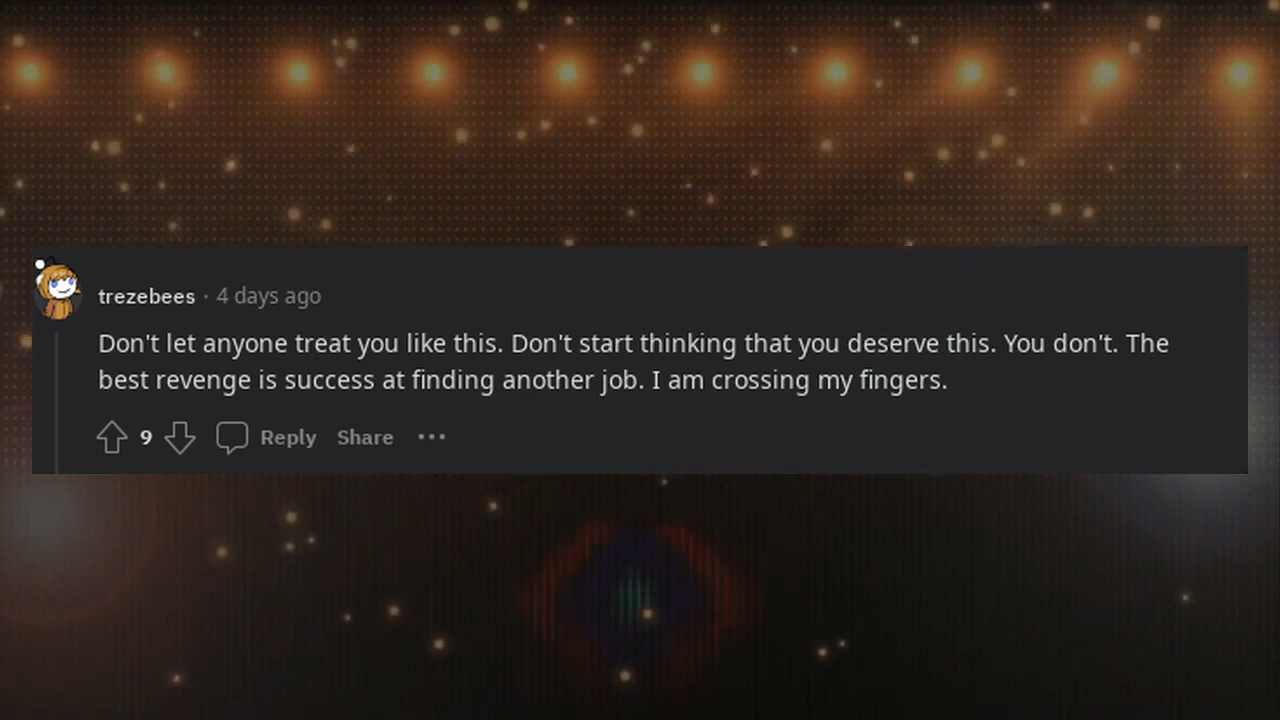 trezebees · 4 days ago
Don't let anyone treat you like this. Don't start thinking that you deserve this. You don't. The
best revenge is success at finding another job. I am crossing my fingers.
9 Reply Share ···